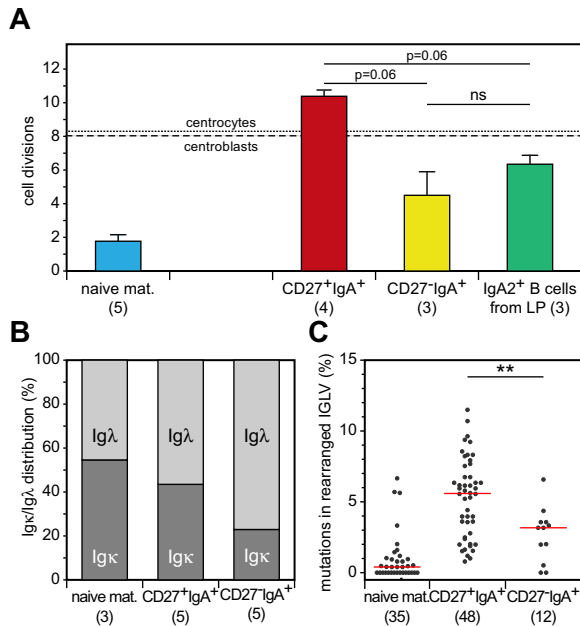 A
cell divisions
12
10
8
6
4
2
0
p=0.06
p=0.06
ns
centrocytes
centroblasts
naive mat.
(5)
CD27⁺IgA⁺
(4)
CD27⁻IgA⁺
(3)
IgA2⁺ B cells
from LP (3)
B
Igκ/Igλ distribution (%)
100
80
60
40
20
0
Igλ
Igλ
Igλ
Igκ
Igκ
Igκ
naive mat.
(3)
CD27⁺IgA⁺
(5)
CD27⁻IgA⁺
(5)
C
mutations in rearranged IGLV (%)
15
10
5
0
**
naive mat.
(35)
CD27⁺IgA⁺
(48)
CD27⁻IgA⁺
(12)